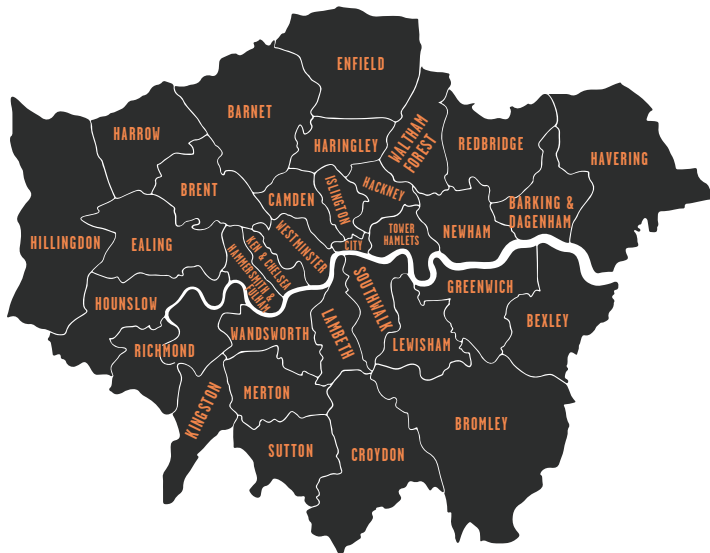 ENFIELD
BARNET
HARROW
HARINGLEY
WALTHAM
FOREST
REDBRIDGE
HAVERING
BRENT
CAMDEN
ISLINGTON
HACKNEY
BARKING &
DAGENHAM
HILLINGDON
EALING
WESTMINSTER
CITY
TOWER
HAMLETS
NEWHAM
KEN & CHELSEA
HAMMERSMITH &
FULHAM
HOUNSLOW
SOUTHWALK
GREENWICH
RICHMOND
WANDSWORTH
LAMBETH
LEWISHAM
BEXLEY
KINGSTON
MERTON
SUTTON
CROYDON
BROMLEY